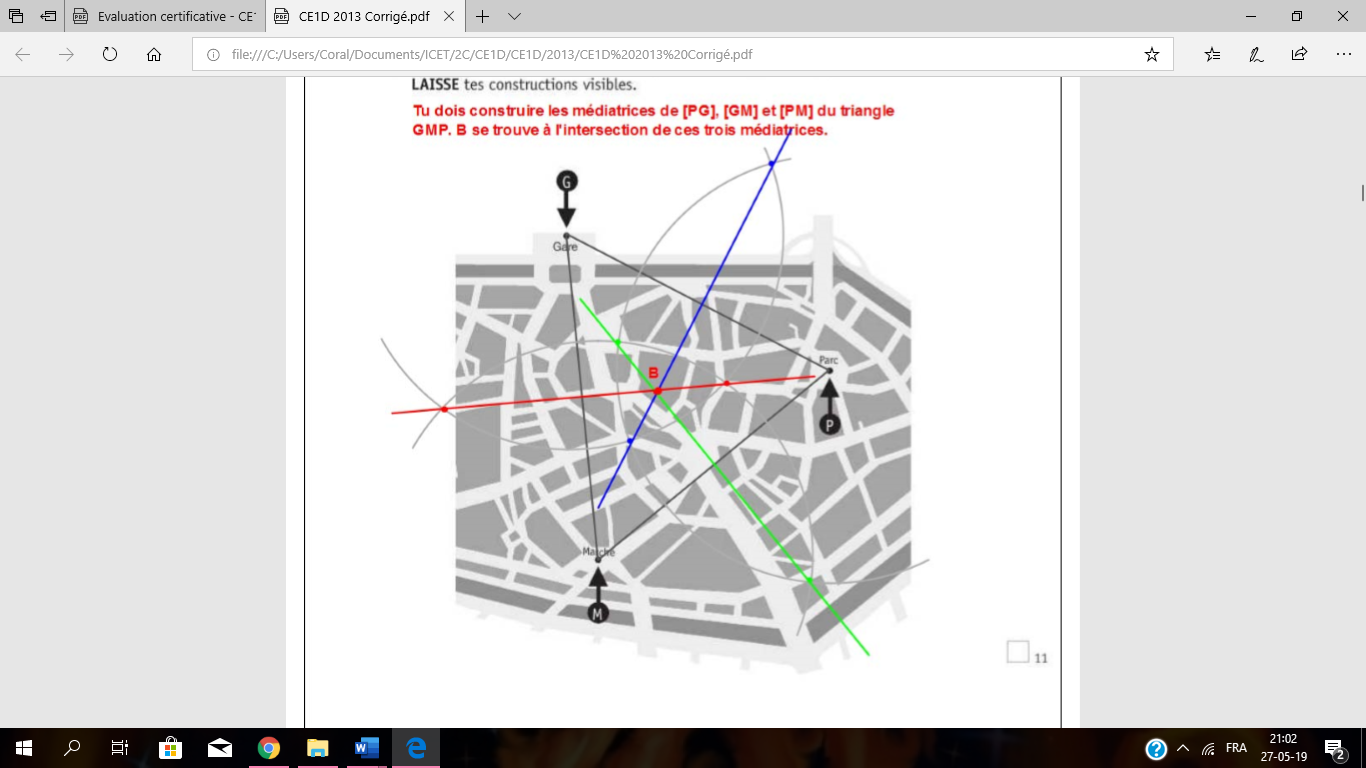 Evaluation certificative - CE1
CE1D 2013 Corrigé.pdf
file:///C:/Users/Coral/Documents/ICET/2C/CE1D/CE1D/2013/CE1D%202013%20Corrigé.pdf
LAISSE tes constructions visibles.
Tu dois construire les médiatrices de [PG], [GM] et [PM] du triangle
GMP. B se trouve à l'intersection de ces trois médiatrices.
G
Gare
B
Parc
P
Marché
M
11
21:02
FRA
27-05-19
2